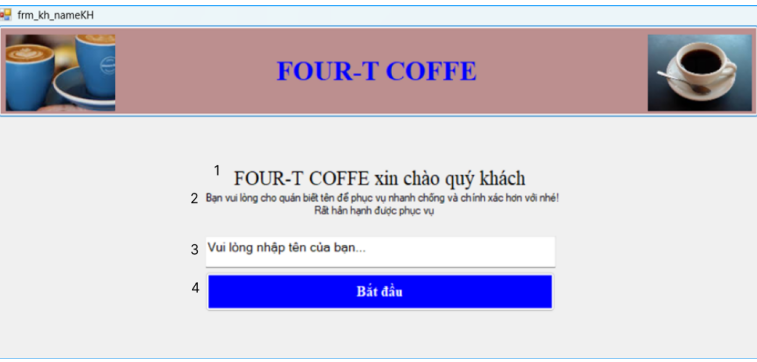 frm_kh_nameKH
FOUR-T COFFE
1 FOUR-T COFFE xin chào quý khách
2 Bạn vui lòng cho quán biết tên để phục vụ nhanh chống và chính xác hơn với nhé!
Rất hân hạnh được phục vụ
3 Vui lòng nhập tên của bạn...
4 Bắt đầu